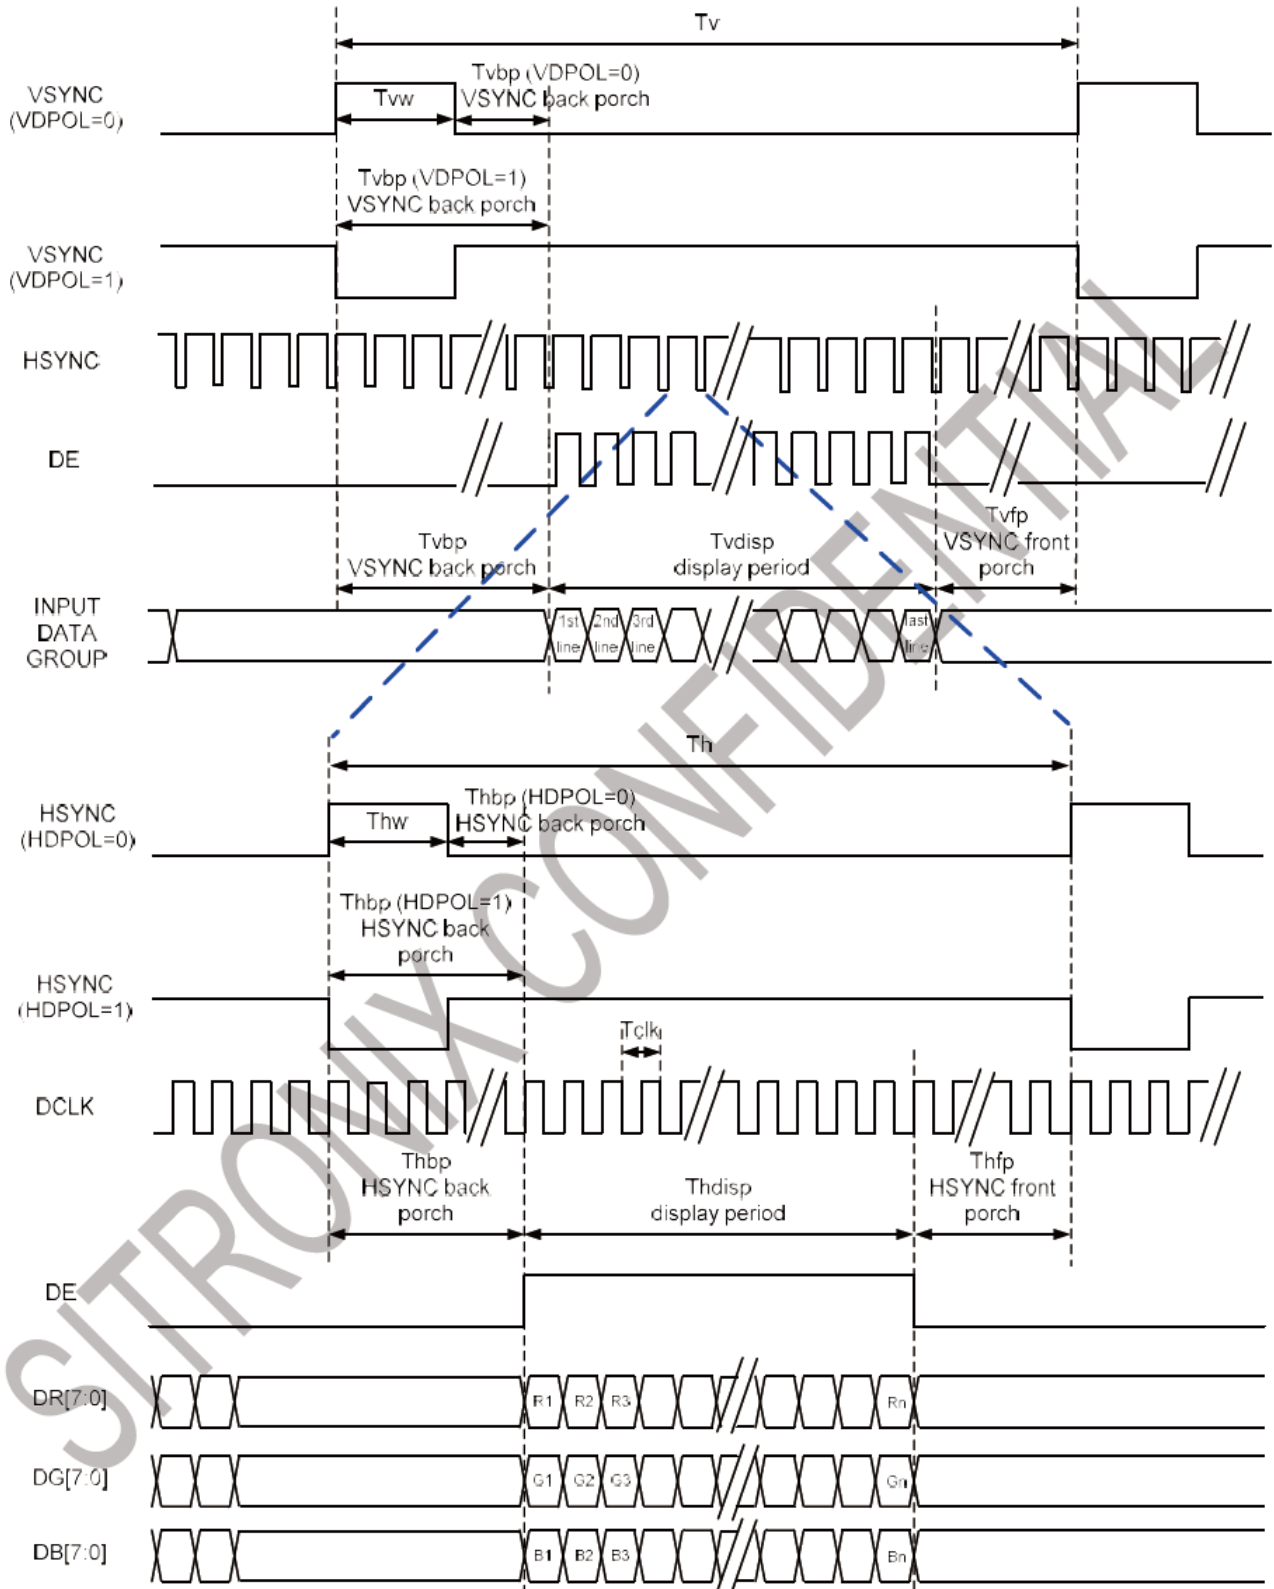 Tv
VSYNC
(VDPOL=0)
Tvw
Tvbp (VDPOL=0)
VSYNC back porch
Tvbp (VDPOL=1)
VSYNC back porch
VSYNC
(VDPOL=1)
HSYNC
DE
Tvbp
VSYNC back porch
Tvdisp
display period
Tvfp
VSYNC front
porch
INPUT
DATA
GROUP
1st
line
2nd
line
3rd
line
last
line
Th
HSYNC
(HDPOL=0)
Thw
Thbp (HDPOL=0)
HSYNC back porch
Thbp (HDPOL=1)
HSYNC back
porch
HSYNC
(HDPOL=1)
Tclk
DCLK
Thbp
HSYNC back
porch
Thdisp
display period
Thfp
HSYNC front
porch
DE
DR[7:0]
R1 R2 R3 Rn
DG[7:0]
G1 G2 G3 Gn
DB[7:0]
B1 B2 B3 Bn
SITRONIX CONFIDENTIAL